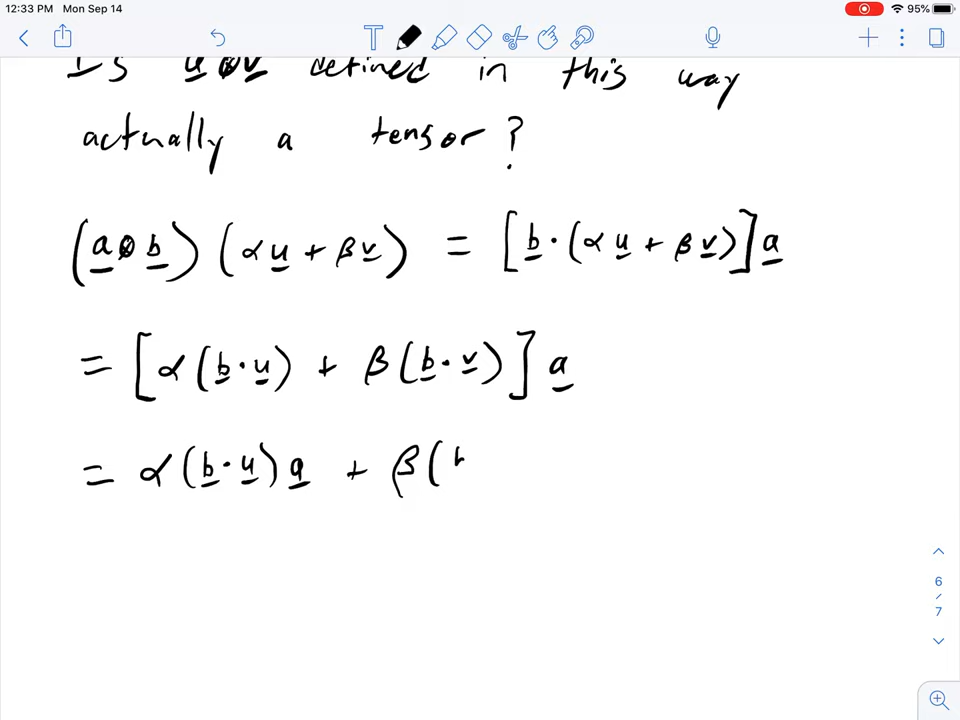 12:33 PM Mon Sep 14 95%
T
Is u⊗v defined in this way
actually a tensor?
(a⊗b)(αu + βv) = [b·(αu + βv)]a
= [α(b·u) + β(b·v)]a
= α(b·u)a + β(
6
/
7